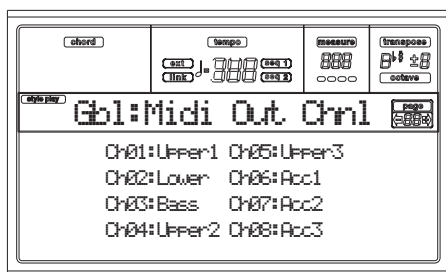 chord tempo measure transpose
ext seq 1
link seq 2
octave
style play Gbl:Midi Out Chnl page
Ch01:Upper1 Ch05:Upper3
Ch02:Lower Ch06:Acc1
Ch03:Bass Ch07:Acc2
Ch04:Upper2 Ch08:Acc3